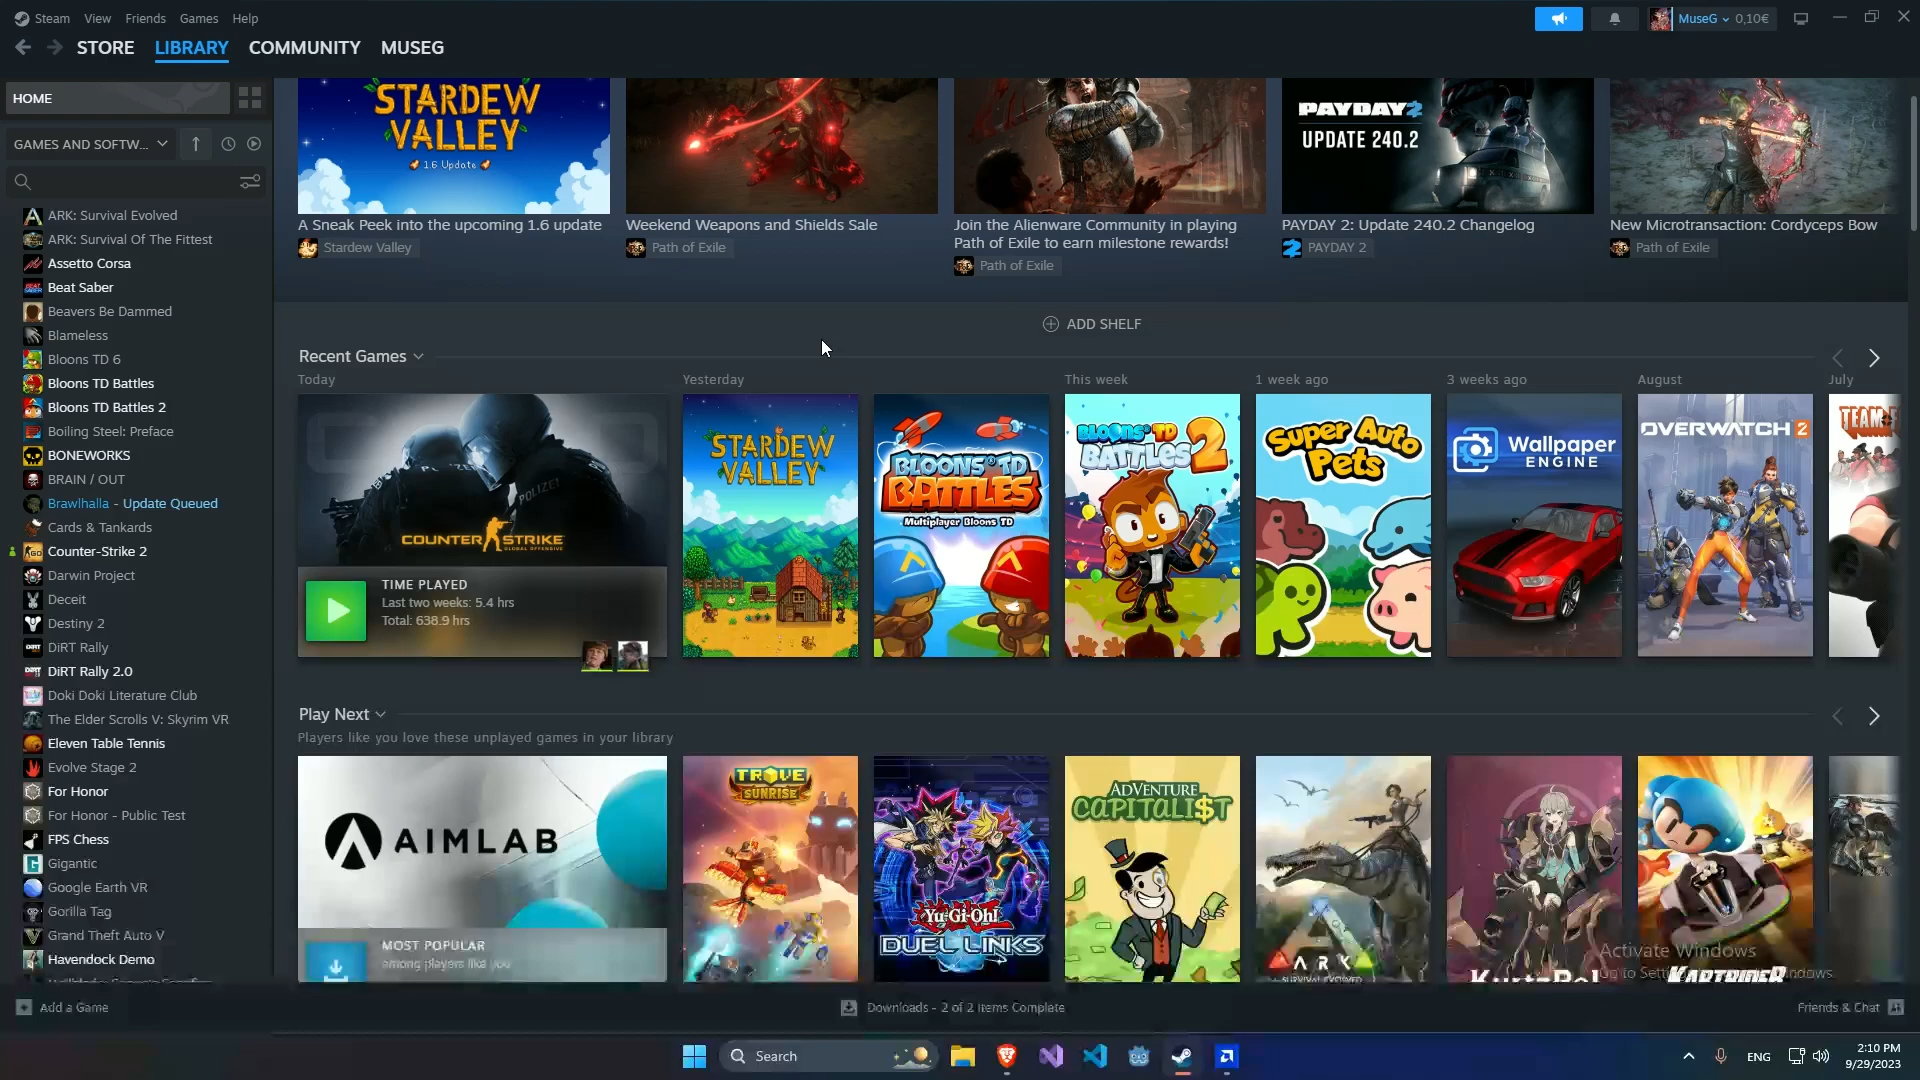 Steam View Friends Games Help
MuseG 0,10€
STORE LIBRARY COMMUNITY MUSEG
HOME
GAMES AND SOFTW...
ARK: Survival Evolved
ARK: Survival Of The Fittest
Assetto Corsa
Beat Saber
Beavers Be Dammed
Blameless
Bloons TD 6
Bloons TD Battles
Bloons TD Battles 2
Boiling Steel: Preface
BONEWORKS
BRAIN / OUT
Brawlhalla - Update Queued
Cards & Tankards
Counter-Strike 2
Darwin Project
Deceit
Destiny 2
DiRT Rally
DiRT Rally 2.0
Doki Doki Literature Club
The Elder Scrolls V: Skyrim VR
Eleven Table Tennis
Evolve Stage 2
For Honor
For Honor - Public Test
FPS Chess
Gigantic
Google Earth VR
Gorilla Tag
Grand Theft Auto V
Havendock Demo
STARDEW
VALLEY
1.6 Update
A Sneak Peek into the upcoming 1.6 update
Stardew Valley
Weekend Weapons and Shields Sale
Path of Exile
Join the Alienware Community in playing
Path of Exile to earn milestone rewards!
Path of Exile
PAYDAY 2
UPDATE 240.2
PAYDAY 2: Update 240.2 Changelog
PAYDAY 2
New Microtransaction: Cordyceps Bow
Path of Exile
ADD SHELF
Recent Games
Today
Yesterday
This week
1 week ago
3 weeks ago
August
July
POLIZEI
COUNTER STRIKE
GLOBAL OFFENSIVE
TIME PLAYED
Last two weeks: 5.4 hrs
Total: 638.9 hrs
STARDEW
VALLEY
BLOONS TD
BATTLES
Multiplayer Bloons TD
BLOONS TD
BATTLES 2
Super Auto
Pets
Wallpaper
ENGINE
OVERWATCH 2
TEAM F
Play Next
Players like you love these unplayed games in your library
AIMLAB
MOST POPULAR
among players like you
TROVE
SUNRISE
Yu-Gi-Oh!
DUEL LINKS
ADVENTURE
CAPITALI$T
ARK
SURVIVAL EVOLVED
KurtzPel
KARTRIDER
Activate Windows
Add a Game
Downloads - 2 of 2 Items Complete
Friends & Chat
Search
ENG
2:10 PM
9/29/2023